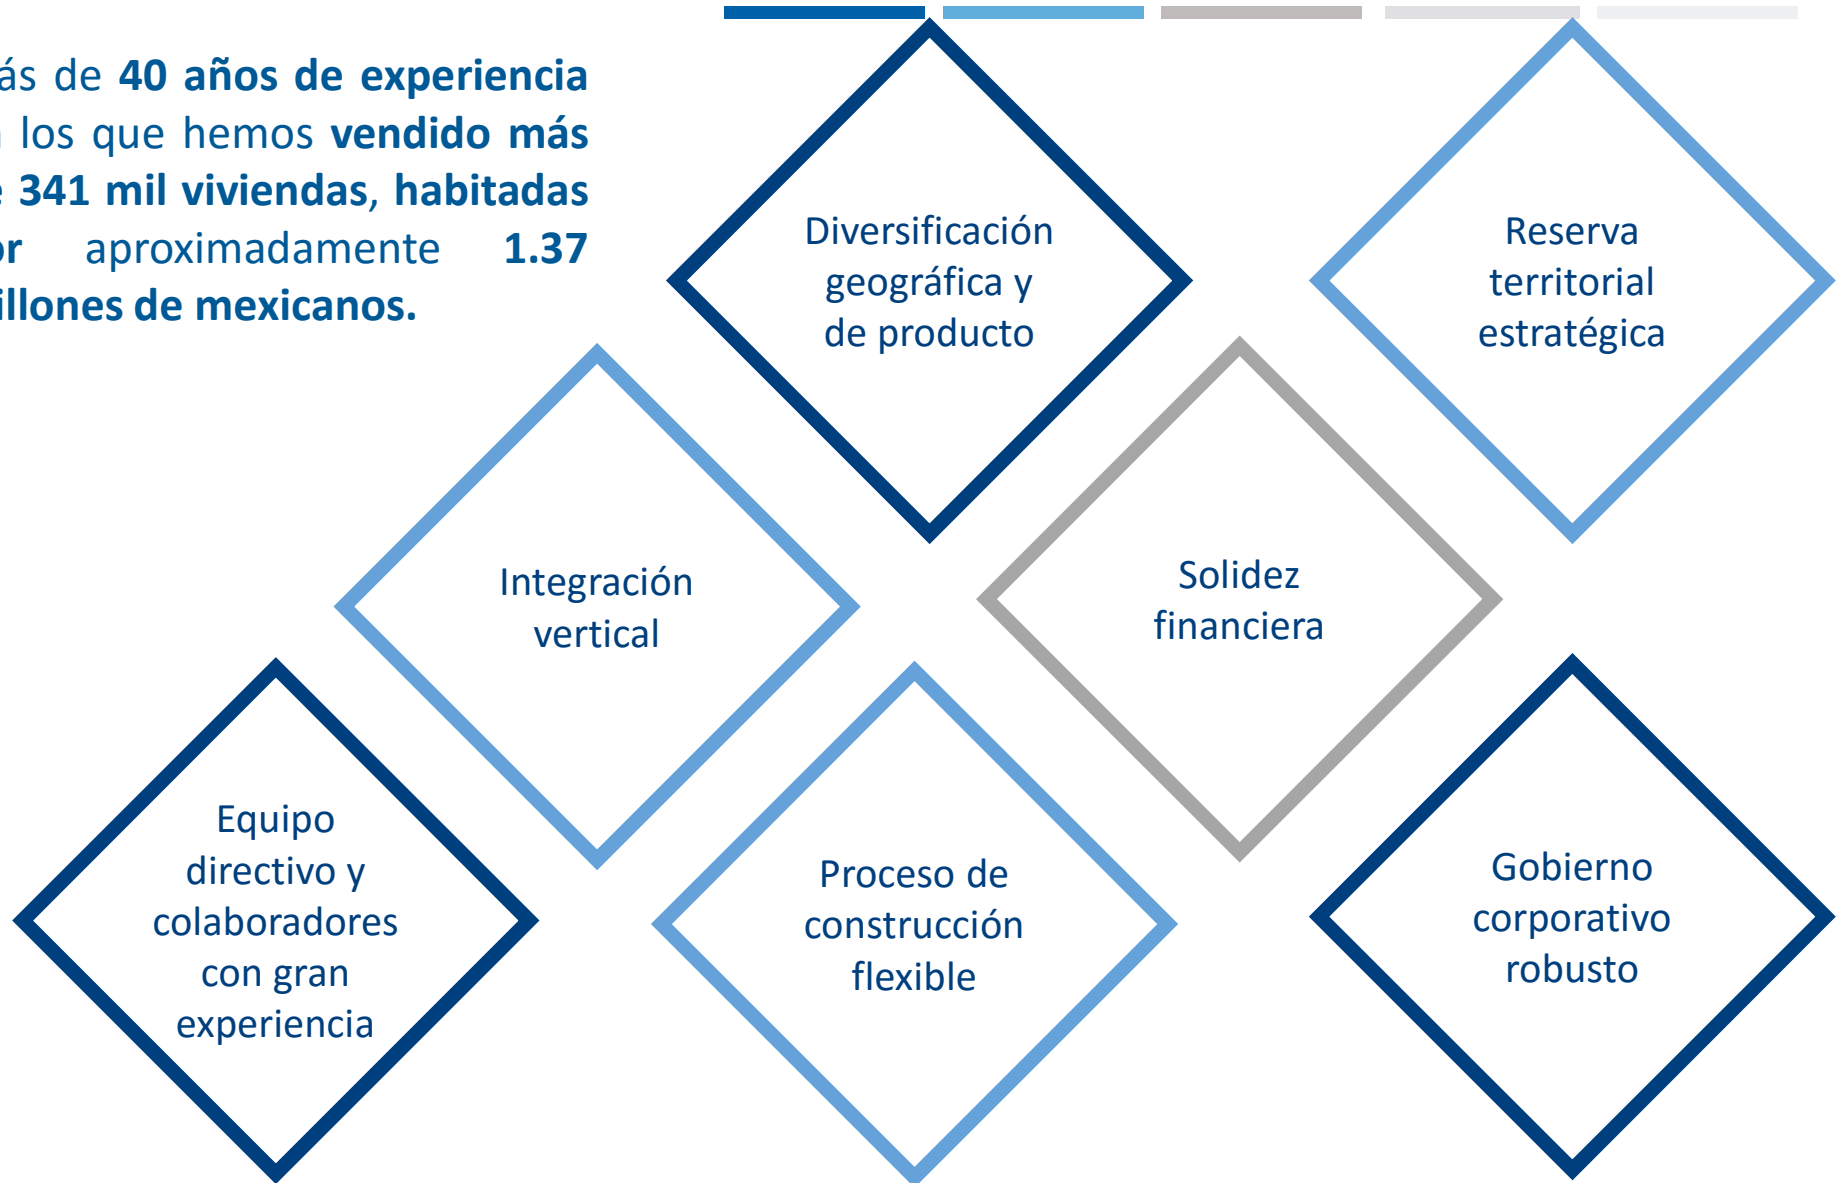 ás de 40 años de experiencia
los que hemos vendido más
341 mil viviendas, habitadas
or aproximadamente 1.37
illones de mexicanos.
Diversificación
geográfica y
de producto
Reserva
territorial
estratégica
Integración
vertical
Solidez
financiera
Equipo
directivo y
colaboradores
con gran
experiencia
Proceso de
construcción
flexible
Gobierno
corporativo
robusto